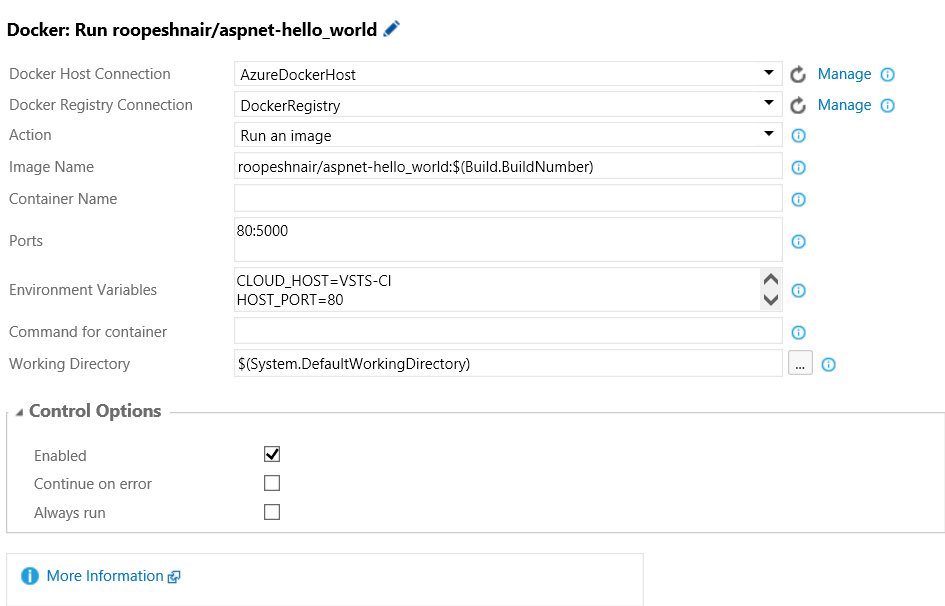 Docker: Run roopeshnair/aspnet-hello_world
Docker Host Connection AzureDockerHost Manage
Docker Registry Connection DockerRegistry Manage
Action Run an image
Image Name roopeshnair/aspnet-hello_world:$(Build.BuildNumber)
Container Name
Ports 80:5000
Environment Variables CLOUD_HOST=VSTS-CI
HOST_PORT=80
Command for container
Working Directory $(System.DefaultWorkingDirectory) ...
Control Options
Enabled
Continue on error
Always run
More Information